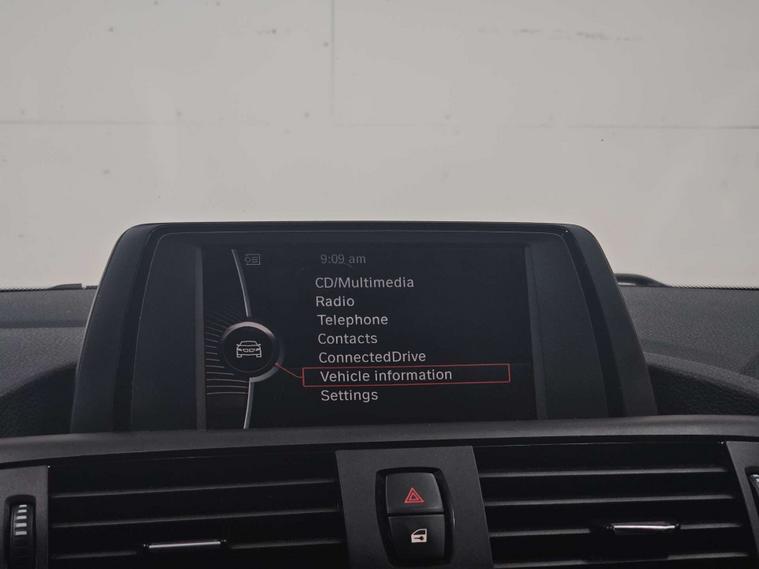 9:09 am
CD/Multimedia
Radio
Telephone
Contacts
ConnectedDrive
Vehicle information
Settings